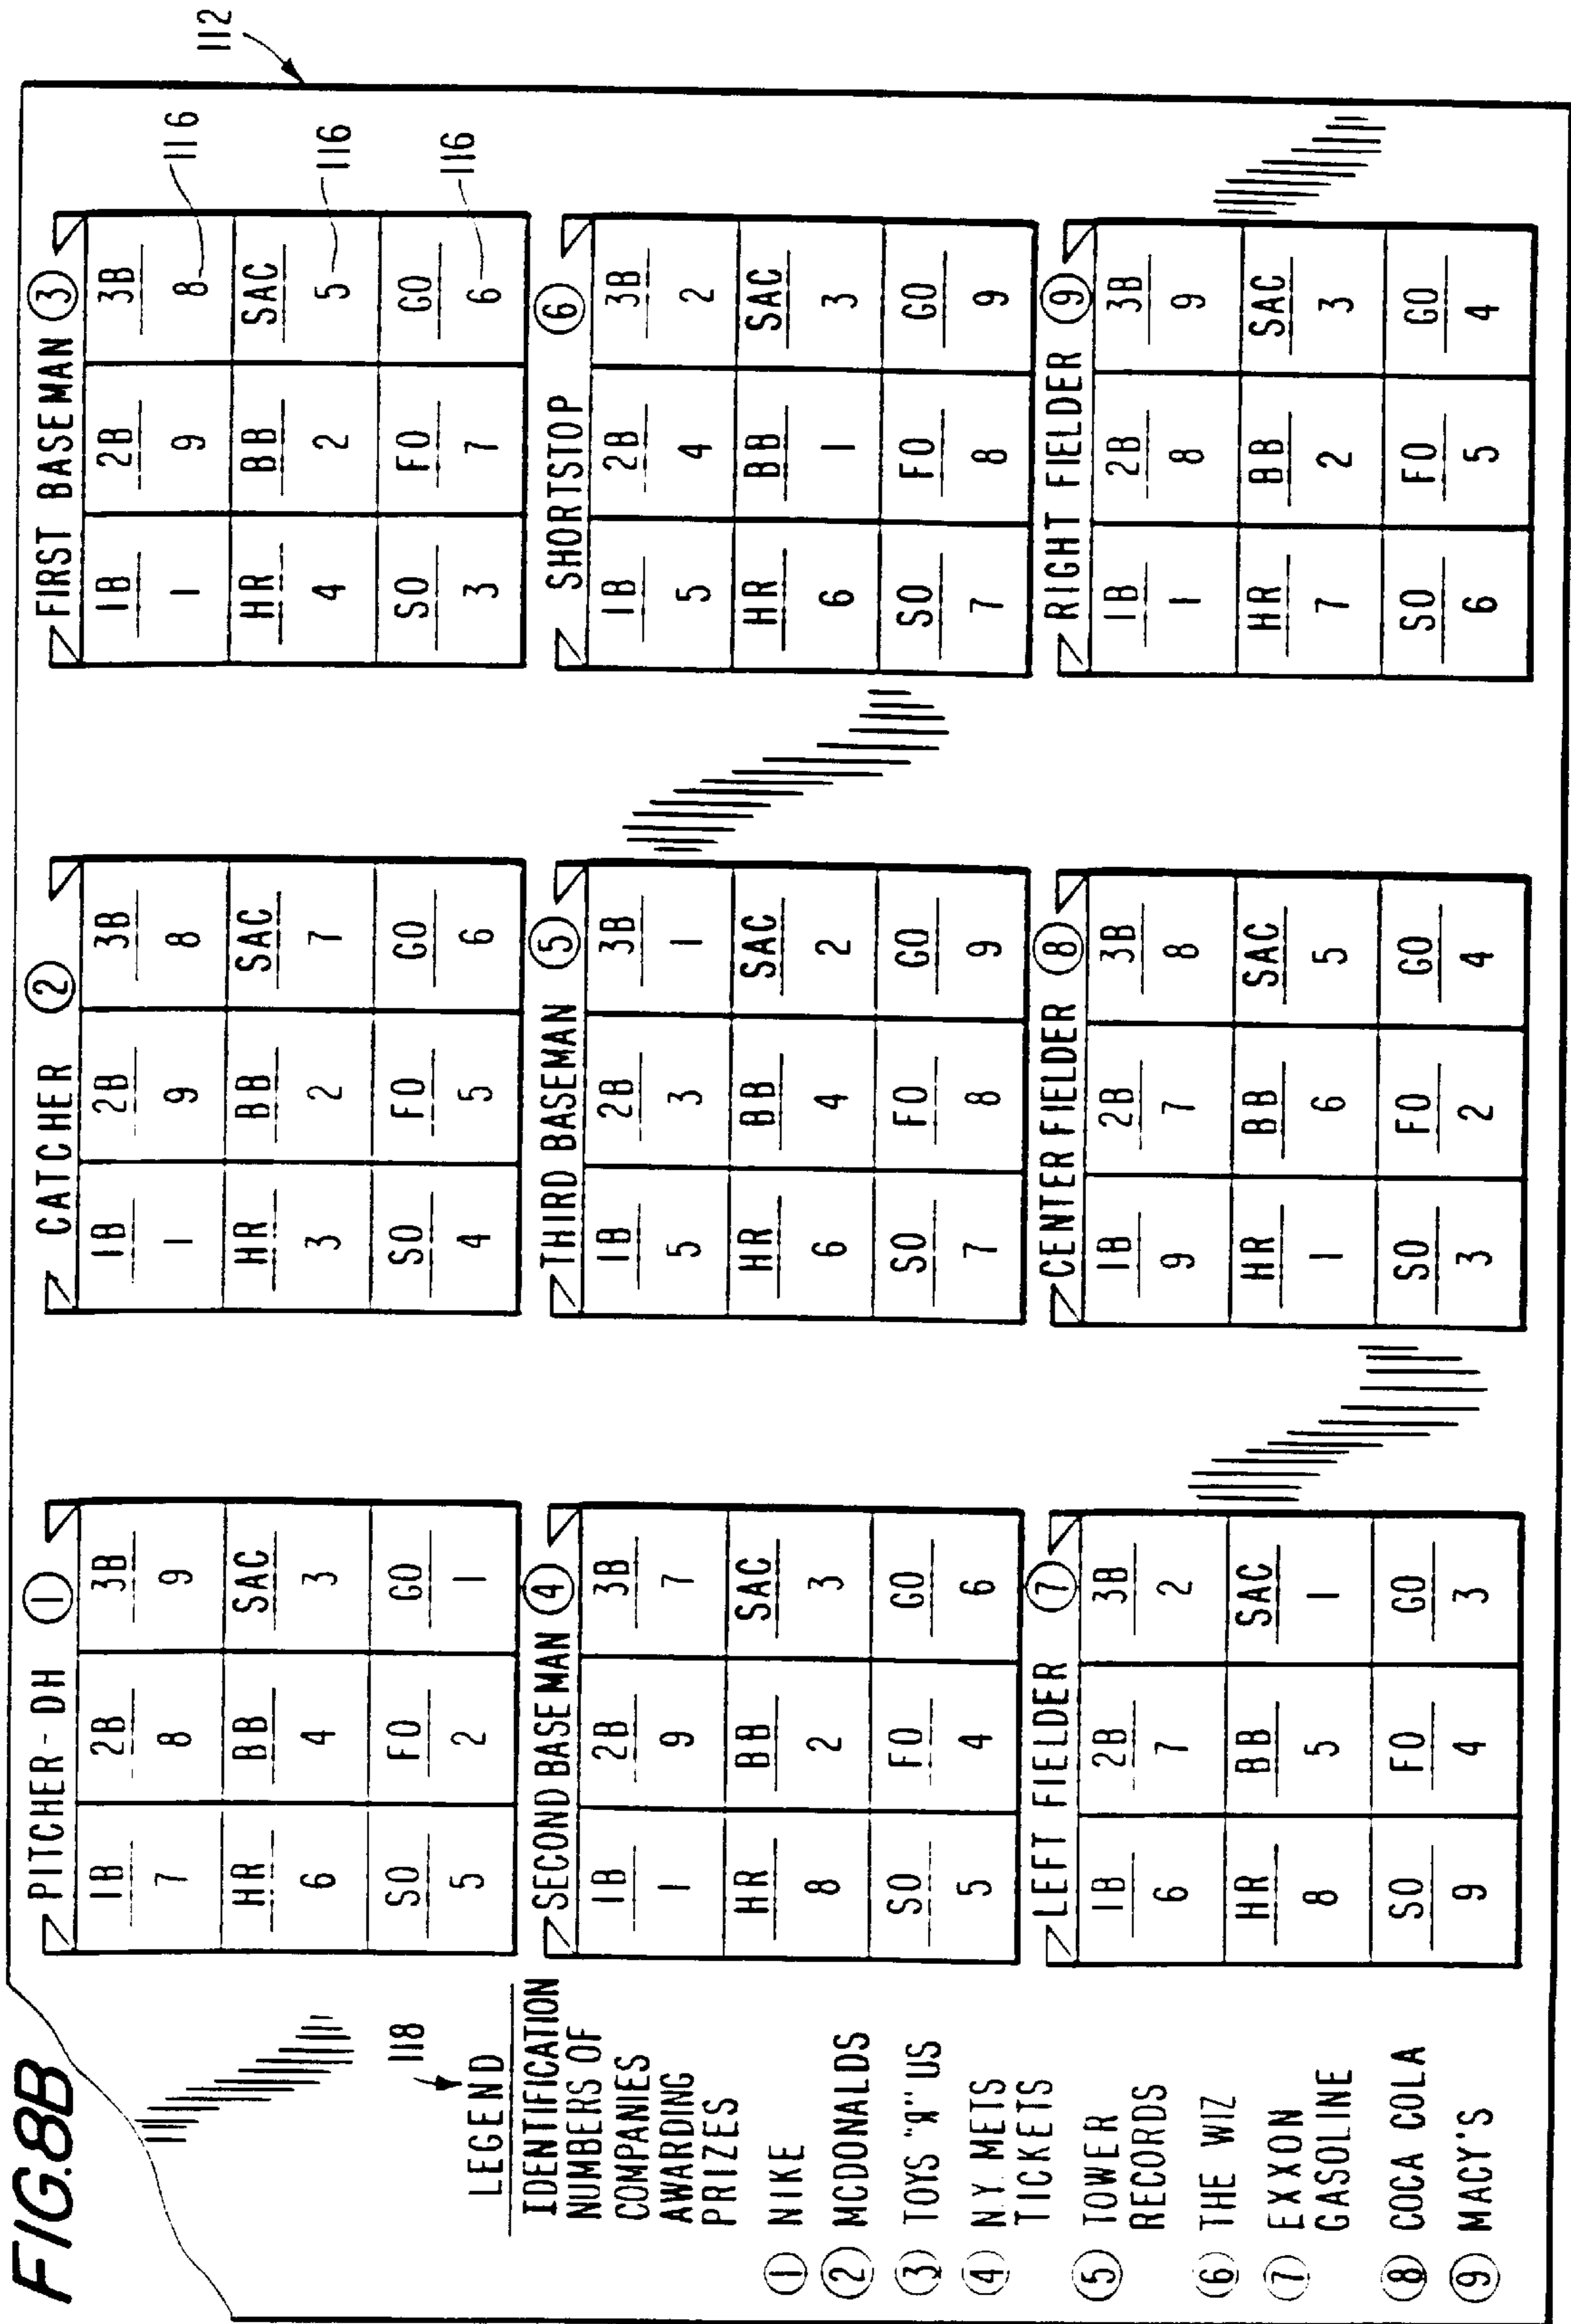 FIG.8B
112
118
LEGEND
IDENTIFICATION
NUMBERS OF
COMPANIES
AWARDING
PRIZES
① NIKE
② MCDONALDS
③ TOYS "Я" US
④ N.Y. METS
TICKETS
⑤ TOWER
RECORDS
⑥ THE WIZ
⑦ EXXON
GASOLINE
⑧ COCA COLA
⑨ MACY'S
PITCHER-DH ①
1B 2B 3B
7 8 9
HR BB SAC
6 4 3
SO FO GO
5 2 1
CATCHER ②
1B 2B 3B
1 9 8
HR BB SAC
3 2 7
SO FO GO
4 5 6
FIRST BASEMAN ③
1B 2B 3B
1 9 8 116
HR BB SAC
4 2 5 116
SO FO GO
3 7 6 116
SECOND BASEMAN ④
1B 2B 3B
1 9 7
HR BB SAC
8 2 3
SO FO GO
5 4 6
THIRD BASEMAN ⑤
1B 2B 3B
5 3 1
HR BB SAC
6 4 2
SO FO GO
7 8 9
SHORTSTOP ⑥
1B 2B 3B
5 4 2
HR BB SAC
6 1 3
SO FO GO
7 8 9
LEFT FIELDER ⑦
1B 2B 3B
6 7 2
HR BB SAC
8 5 1
SO FO GO
9 4 3
CENTER FIELDER ⑧
1B 2B 3B
9 7 8
HR BB SAC
1 6 5
SO FO GO
3 2 4
RIGHT FIELDER ⑨
1B 2B 3B
1 8 9
HR BB SAC
7 2 3
SO FO GO
6 5 4